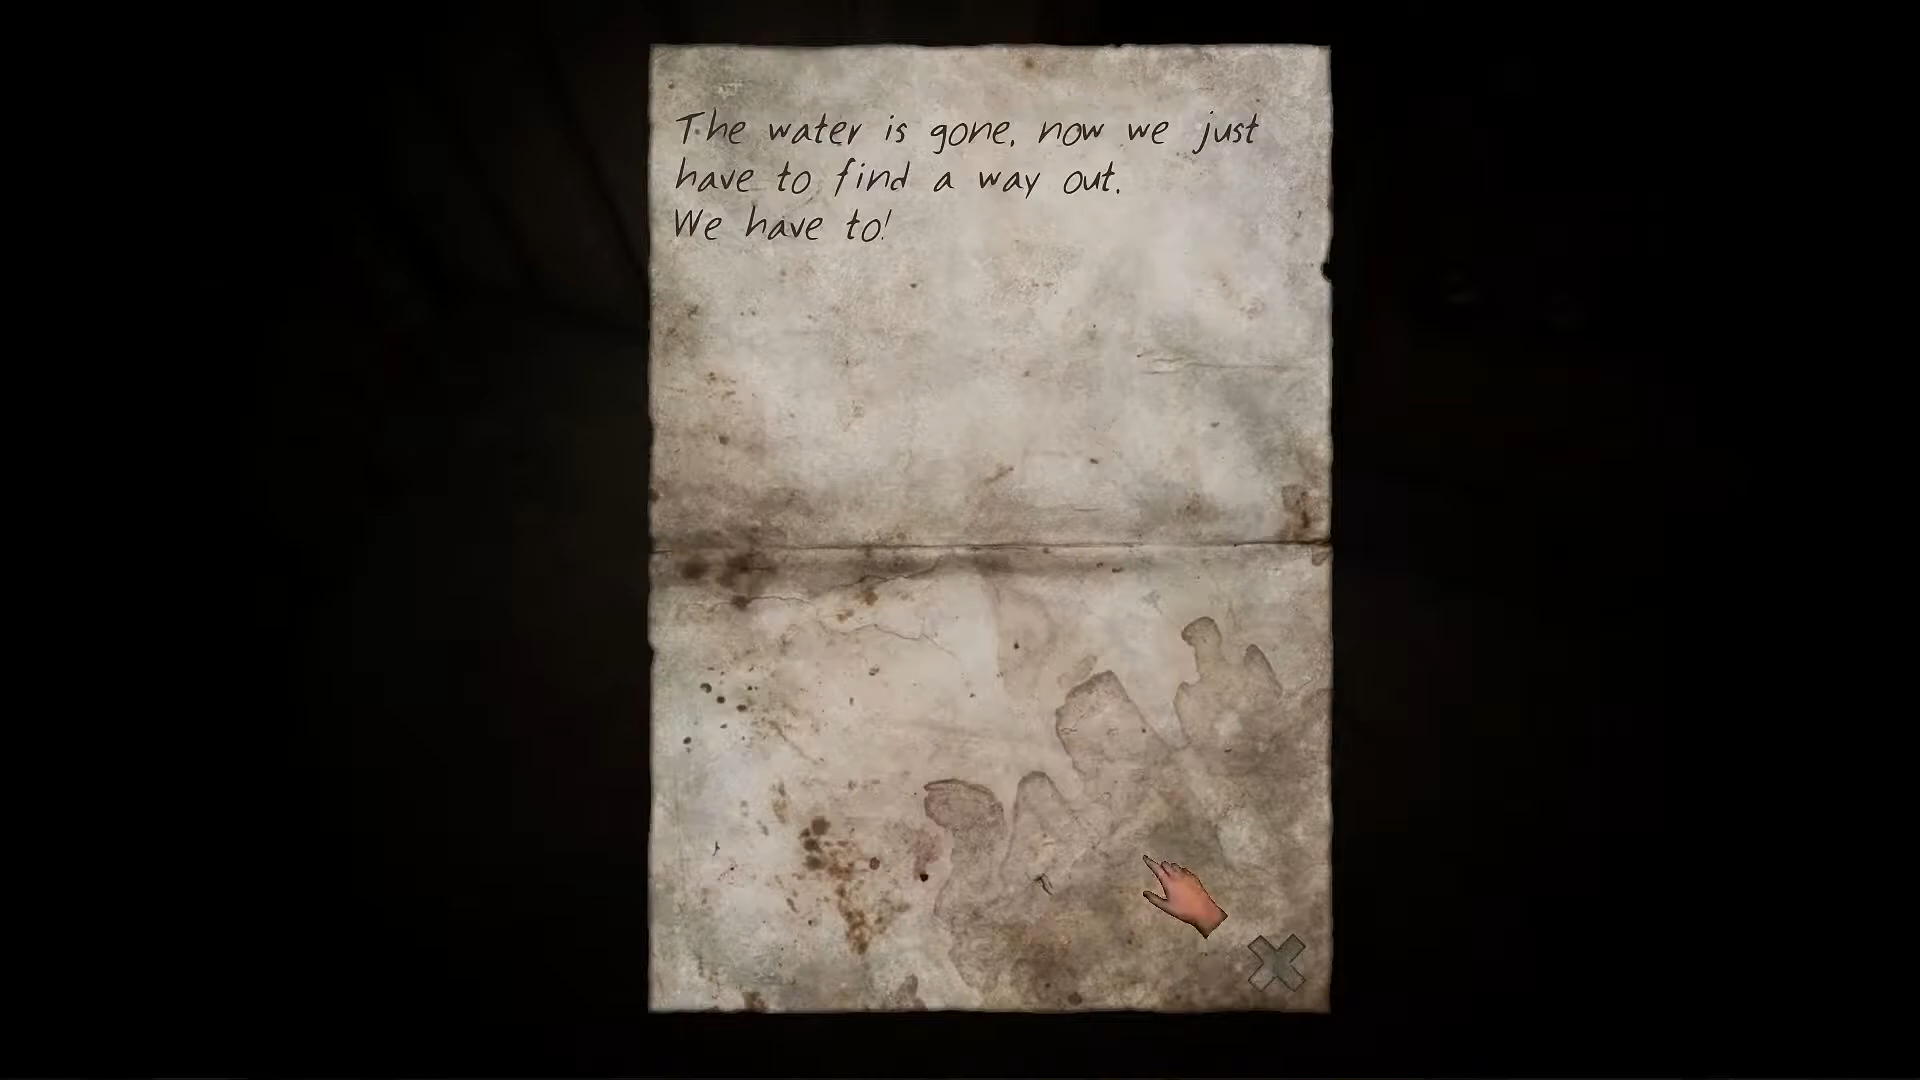 The water is gone, now we just
have to find a way out.
We have to!